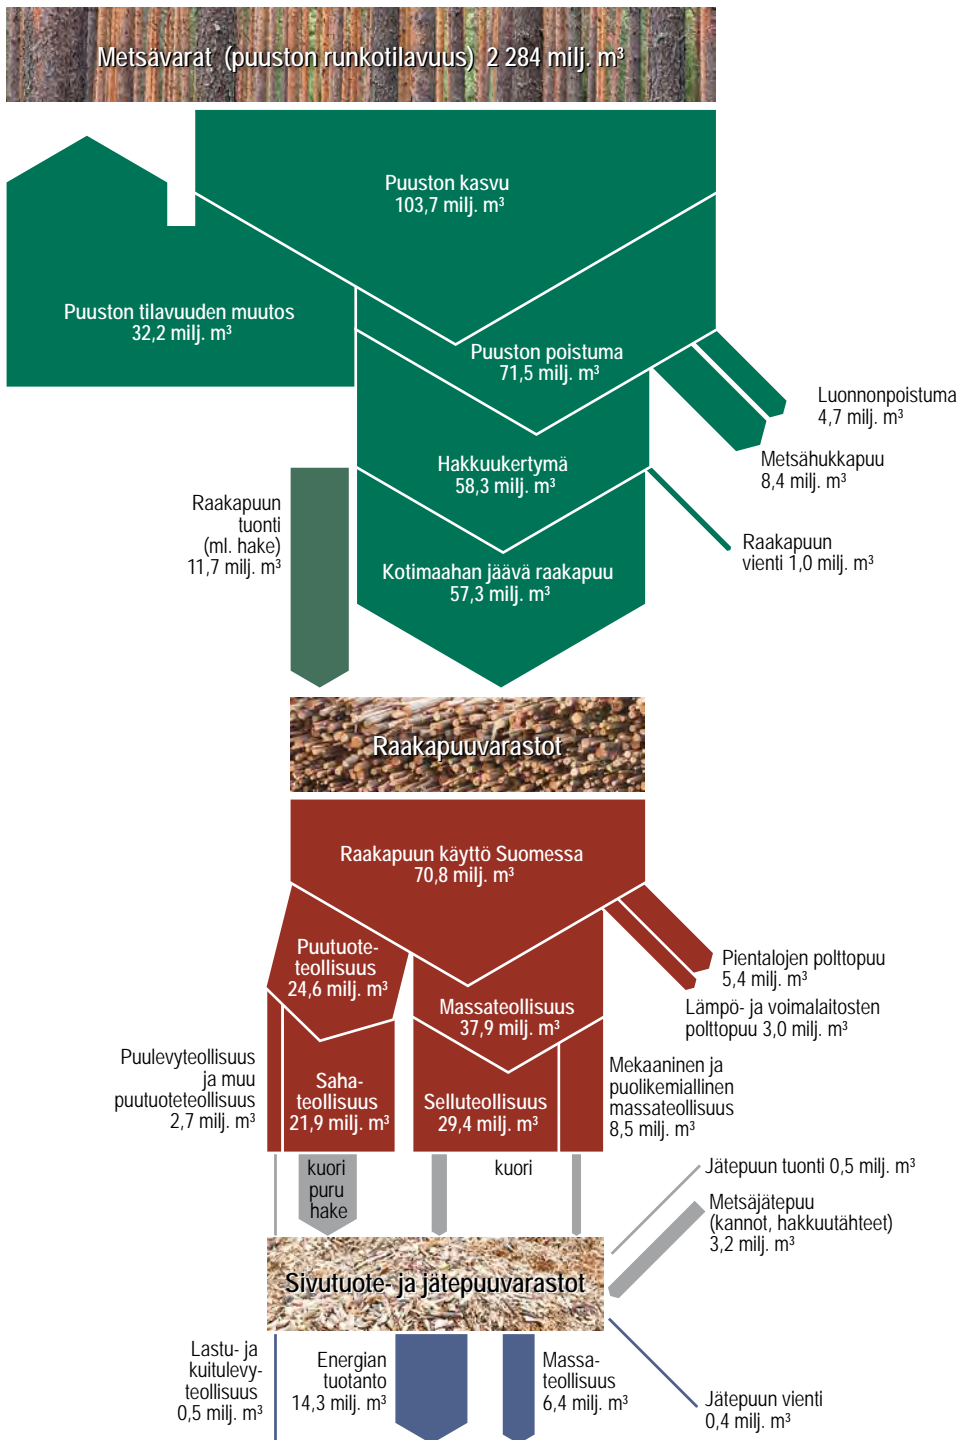 Metsävarat (puuston runkotilavuus) 2 284 milj. m³
Puuston kasvu
103,7 milj. m³
Puuston tilavuuden muutos
32,2 milj. m³
Puuston poistuma
71,5 milj. m³
Luonnonpoistuma
4,7 milj. m³
Metsähukkapuu
8,4 milj. m³
Hakkuukertymä
58,3 milj. m³
Raakapuun
tuonti
(ml. hake)
11,7 milj. m³
Raakapuun
vienti 1,0 milj. m³
Kotimaahan jäävä raakapuu
57,3 milj. m³
Raakapuuvarastot
Raakapuun käyttö Suomessa
70,8 milj. m³
Puutuote-
teollisuus
24,6 milj. m³
Massateollisuus
37,9 milj. m³
Pientalojen polttopuu
5,4 milj. m³
Lämpö- ja voimalaitosten
polttopuu 3,0 milj. m³
Puulevyteollisuus
ja muu
puutuoteteollisuus
2,7 milj. m³
Saha-
teollisuus
21,9 milj. m³
Selluteollisuus
29,4 milj. m³
Mekaaninen ja
puolikemiallinen
massateollisuus
8,5 milj. m³
kuori
puru
hake
kuori
Jätepuun tuonti 0,5 milj. m³
Metsäjätepuu
(kannot, hakkuutähteet)
3,2 milj. m³
Sivutuote- ja jätepuuvarastot
Lastu- ja
kuitulevy-
teollisuus
0,5 milj. m³
Energian
tuotanto
14,3 milj. m³
Massa-
teollisuus
6,4 milj. m³
Jätepuun vienti
0,4 milj. m³